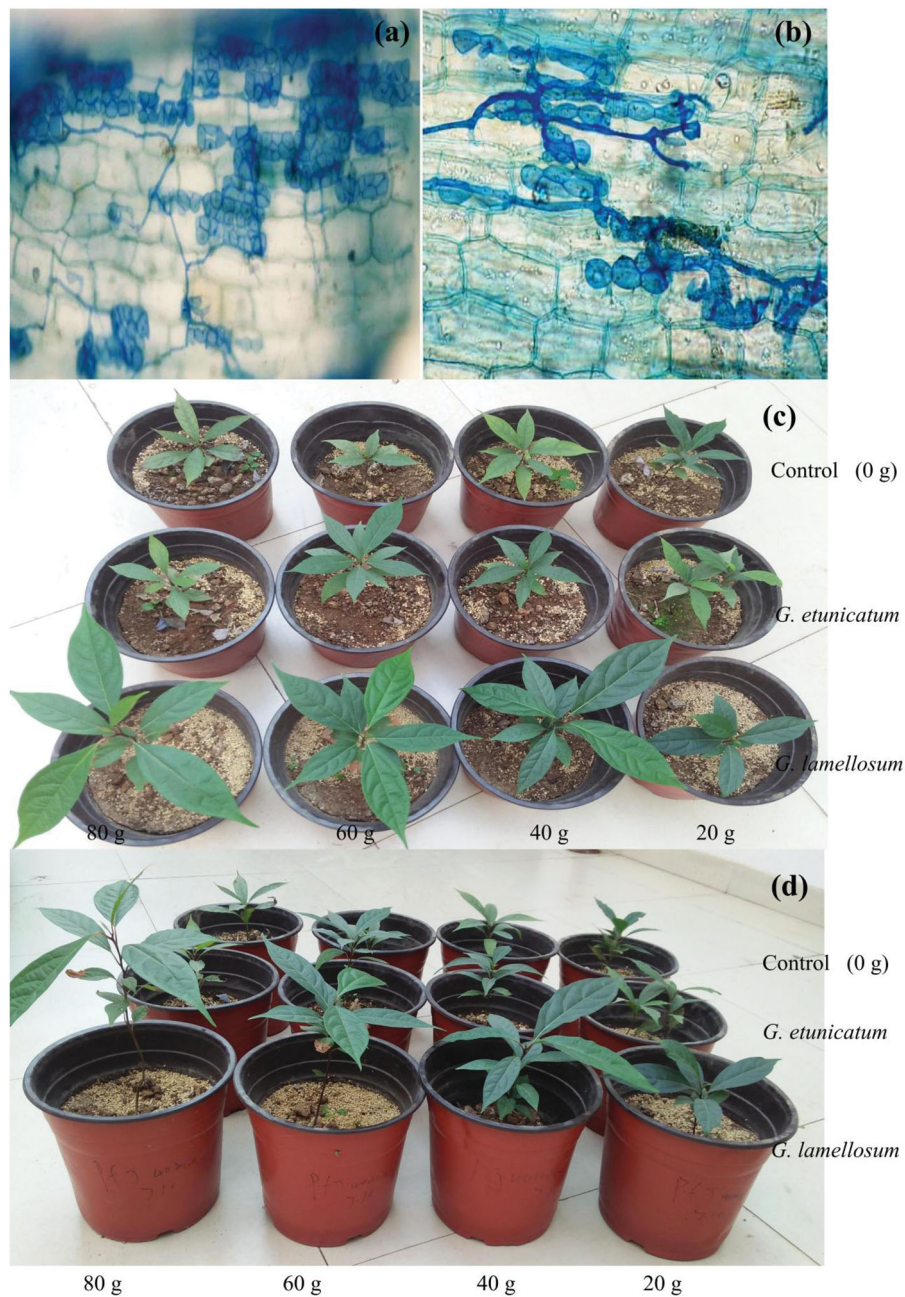 (a)
(b)
(c)
Control (0 g)
G. etunicatum
G. lamellosum
80 g 60 g 40 g 20 g
(d)
Control (0 g)
G. etunicatum
G. lamellosum
80 g 60 g 40 g 20 g